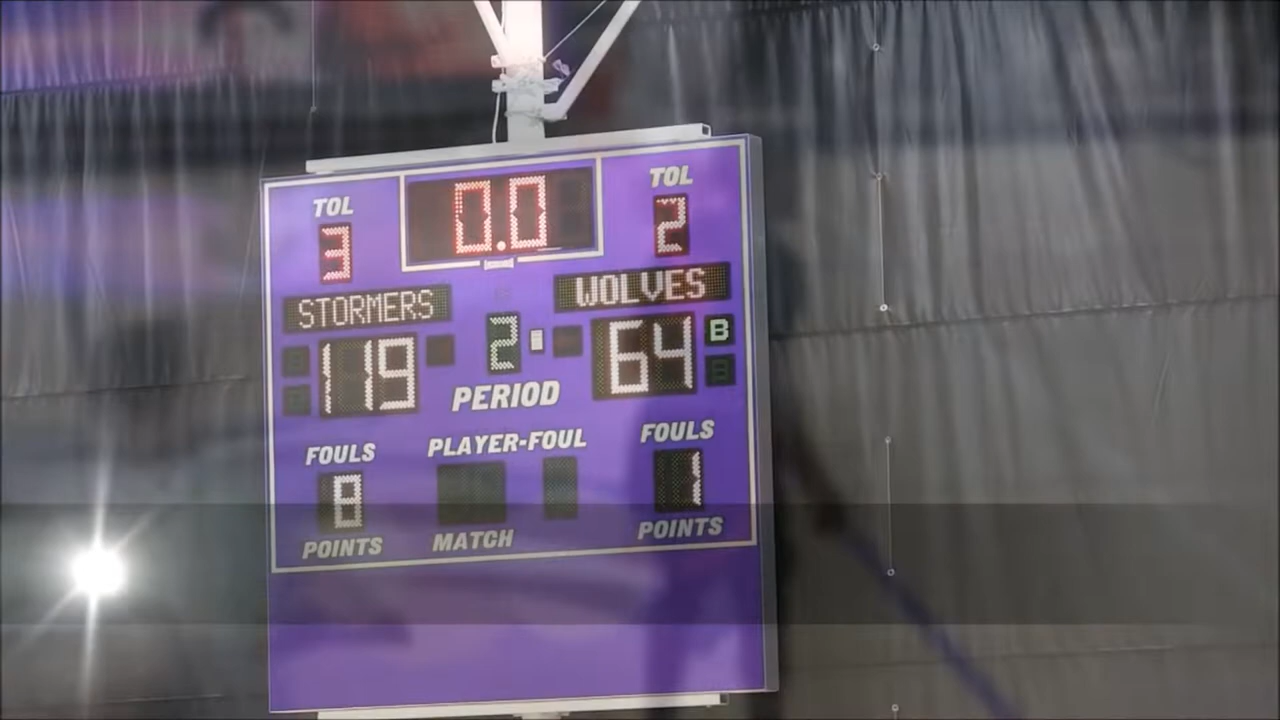 TOL
0.0
TOL
3
2
STORMERS
WOLVES
119
2
64
B
PERIOD
FOULS
PLAYER-FOUL
FOULS
8
1
POINTS
MATCH
POINTS